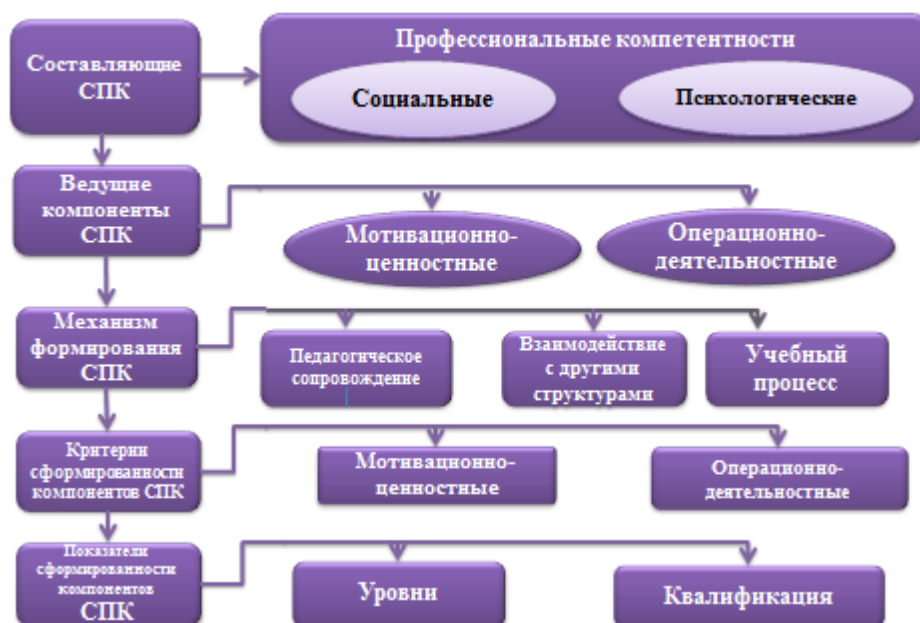 Составляющие
СПК
Профессиональные компетентности
Социальные
Психологические
Ведущие
компоненты
СПК
Мотивационно-
ценностные
Операционно-
деятельностные
Механизм
формирования
СПК
Педагогическое
сопровождение
Взаимодействие
с другими
структурами
Учебный
процесс
Критерии
сформированности
компонентов СПК
Мотивационно-
ценностные
Операционно-
деятельностные
Показатели
сформированности
компонентов
СПК
Уровни
Квалификация